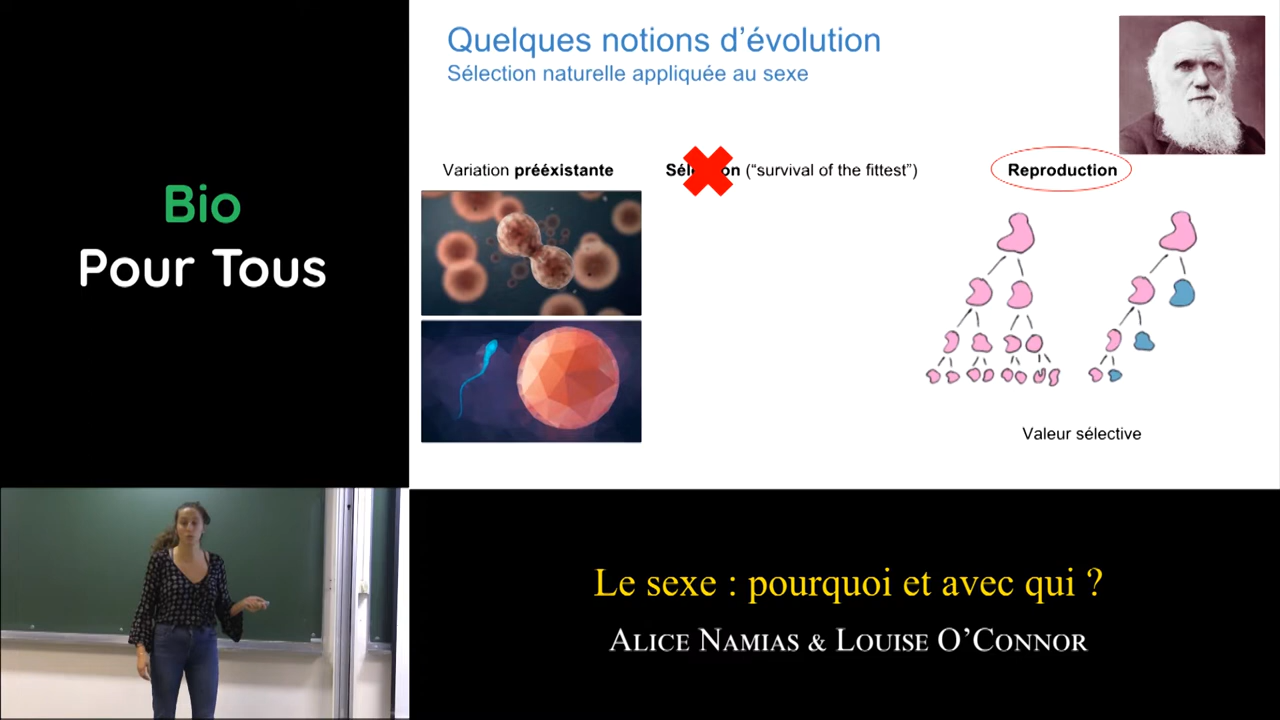 Bio
Pour Tous
Quelques notions d'évolution
Sélection naturelle appliquée au sexe
Variation prééxistante
Sélection ("survival of the fittest")
Reproduction
Valeur sélective
Le sexe : pourquoi et avec qui ?
ALICE NAMIAS & LOUISE O'CONNOR